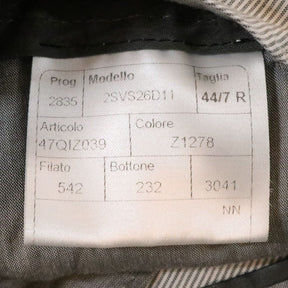 Prog Modello Taglia
2835 2SVS26D11 44/7 R
Articolo Colore
47QIZ039 Z1278
Filato Bottone
542 232 3041
NN